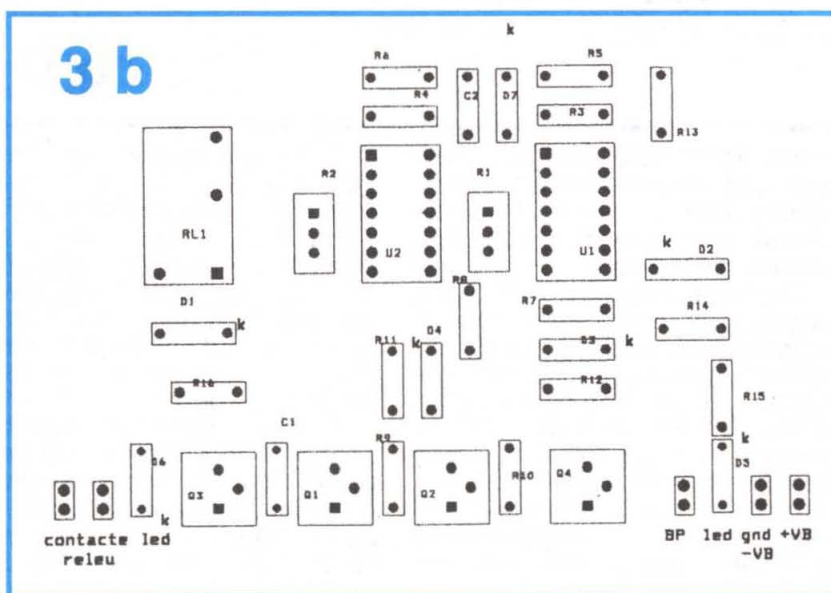 3 b
k
R6
R5
R4
C2
D7
R3
R13
R2
R1
RL1
U2
U1
k
D2
R8
D1
R7
R14
k
R11
k
D4
D3
k
R16
R12
R15
C1
R9
k
D6
Q3
Q1
Q2
R10
Q4
D5
k
contacte led
releu
BP led gnd +VB
-VB